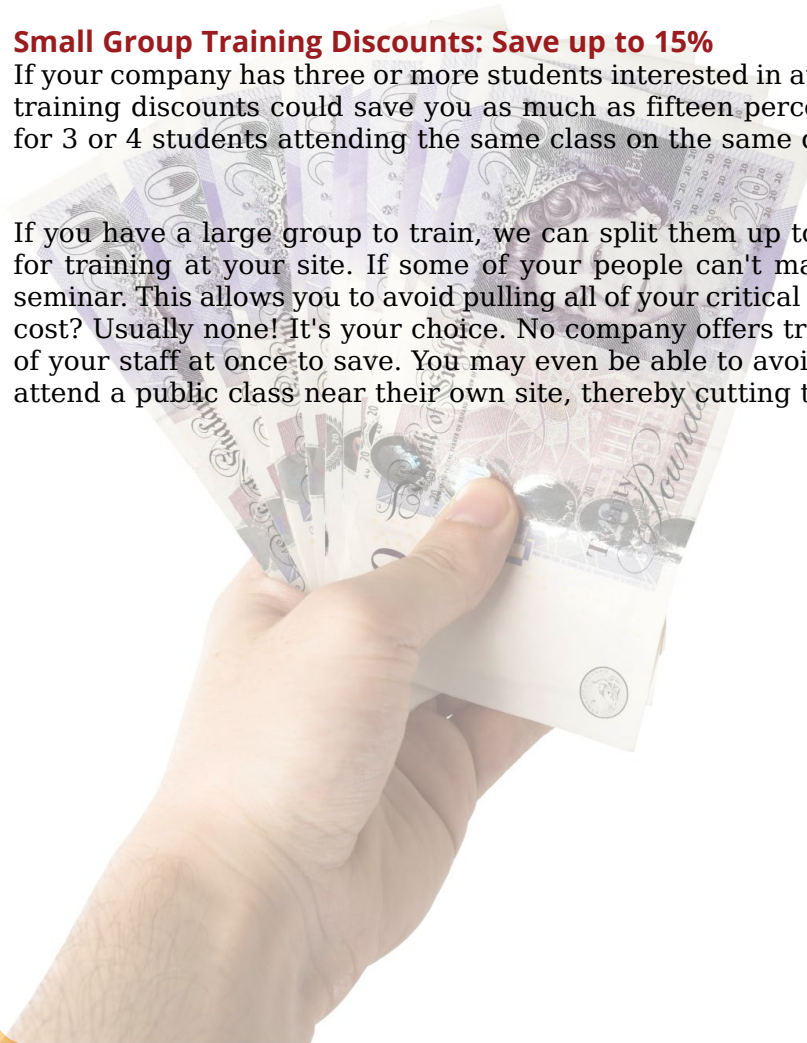 Small Group Training Discounts: Save up to 15%
If your company has three or more students interested in
training discounts could save you as much as fifteen
for 3 or 4 students attending the same class on the same
If you have a large group to train, we can split them up
for training at your site. If some of your people can't
seminar. This allows you to avoid pulling all of your critical
cost? Usually none! It's your choice. No company offers
of your staff at once to save. You may even be able to
attend a public class near their own site, thereby cutting